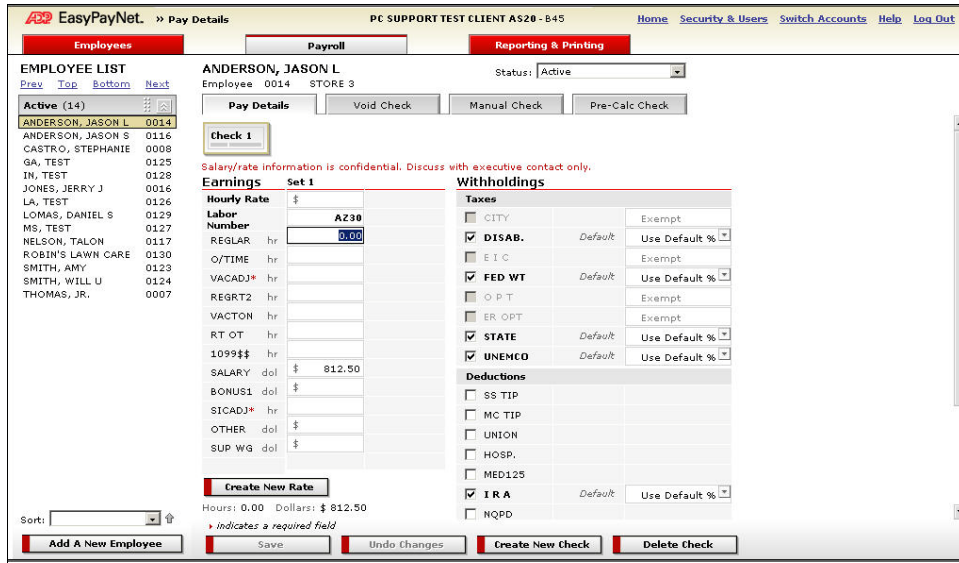 ADP EasyPayNet. » Pay Details PC SUPPORT TEST CLIENT AS20 - B45 Home Security & Users Switch Accounts Help Log Out
Employees Payroll Reporting & Printing
EMPLOYEE LIST
Prev Top Bottom Next
Active (14)
ANDERSON, JASON L 0014
ANDERSON, JASON S 0116
CASTRO, STEPHANIE 0008
GA, TEST 0125
IN, TEST 0128
JONES, JERRY J 0016
LA, TEST 0126
LOMAS, DANIEL S 0129
MS, TEST 0127
NELSON, TALON 0117
ROBIN'S LAWN CARE 0130
SMITH, AMY 0123
SMITH, WILL U 0124
THOMAS, JR. 0007
Sort:
Add A New Employee
ANDERSON, JASON L
Employee 0014 STORE 3
Status: Active
Pay Details Void Check Manual Check Pre-Calc Check
Check 1
Salary/rate information is confidential. Discuss with executive contact only.
Earnings Set 1
Hourly Rate $
Labor Number AZ30
REGLAR hr 0.00
O/TIME hr
VACADJ* hr
REGRT2 hr
VACTON hr
RT OT hr
1099$$ hr
SALARY dol $ 812.50
BONUS1 dol $
SICADJ* hr
OTHER dol $
SUP WG dol $
Create New Rate
Hours: 0.00 Dollars: $ 812.50
indicates a required field
Withholdings
Taxes
CITY Exempt
DISAB. Default Use Default %
E I C Exempt
FED WT Default Use Default %
O P T Exempt
ER OPT Exempt
STATE Default Use Default %
UNEMCO Default Use Default %
Deductions
SS TIP
MC TIP
UNION
HOSP.
MED125
I R A Default Use Default %
NQPD
Save Undo Changes Create New Check Delete Check